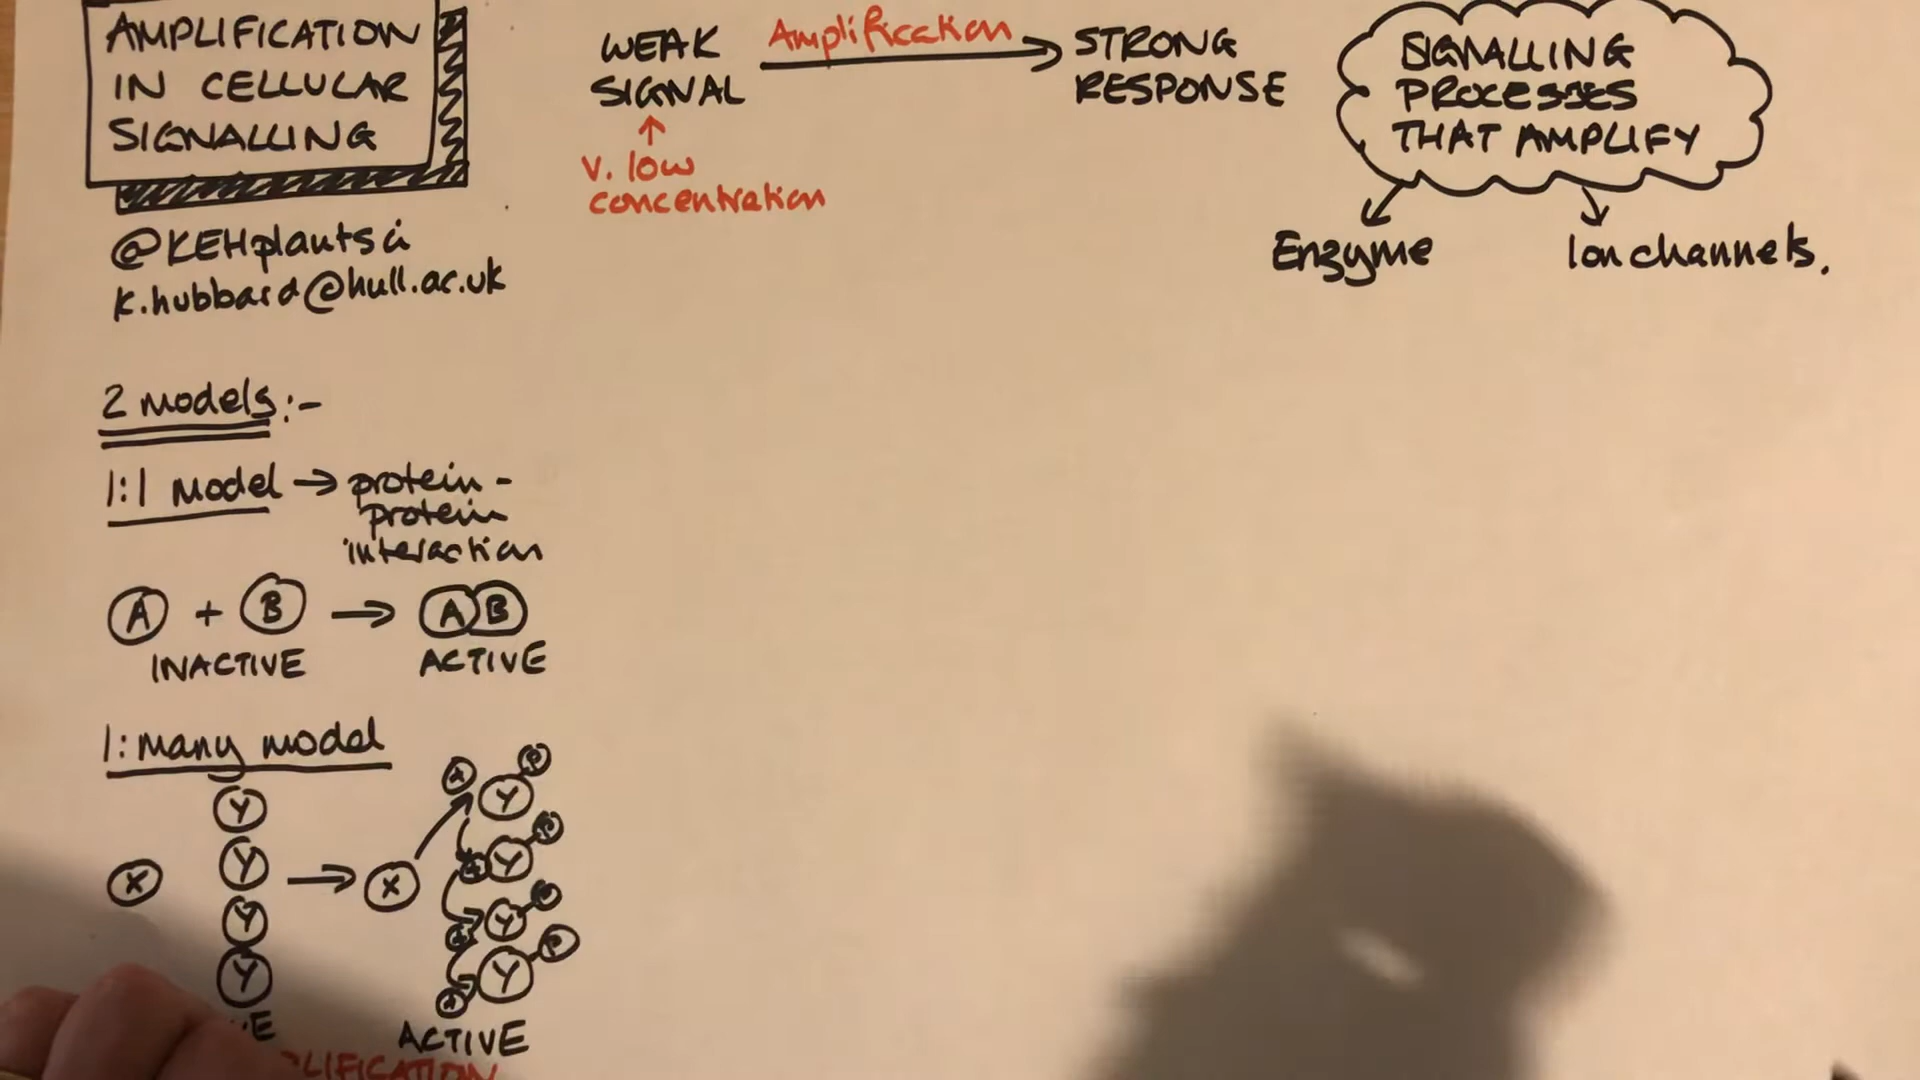 AMPLIFICATION
IN CELLULAR
SIGNALLING
@KEHplantsci
k.hubbard@hull.ac.uk
WEAK
SIGNAL
Amplification
STRONG
RESPONSE
V. low
concentration
SIGNALLING
PROCESSES
THAT AMPLIFY
Enzyme
Ion channels.
2 models:-
1:1 model → protein-
protein
interaction
A + B → AB
INACTIVE ACTIVE
1:many model
X Y Y Y Y → X
X Y P
X Y P
X Y P
X Y P
ACTIVE